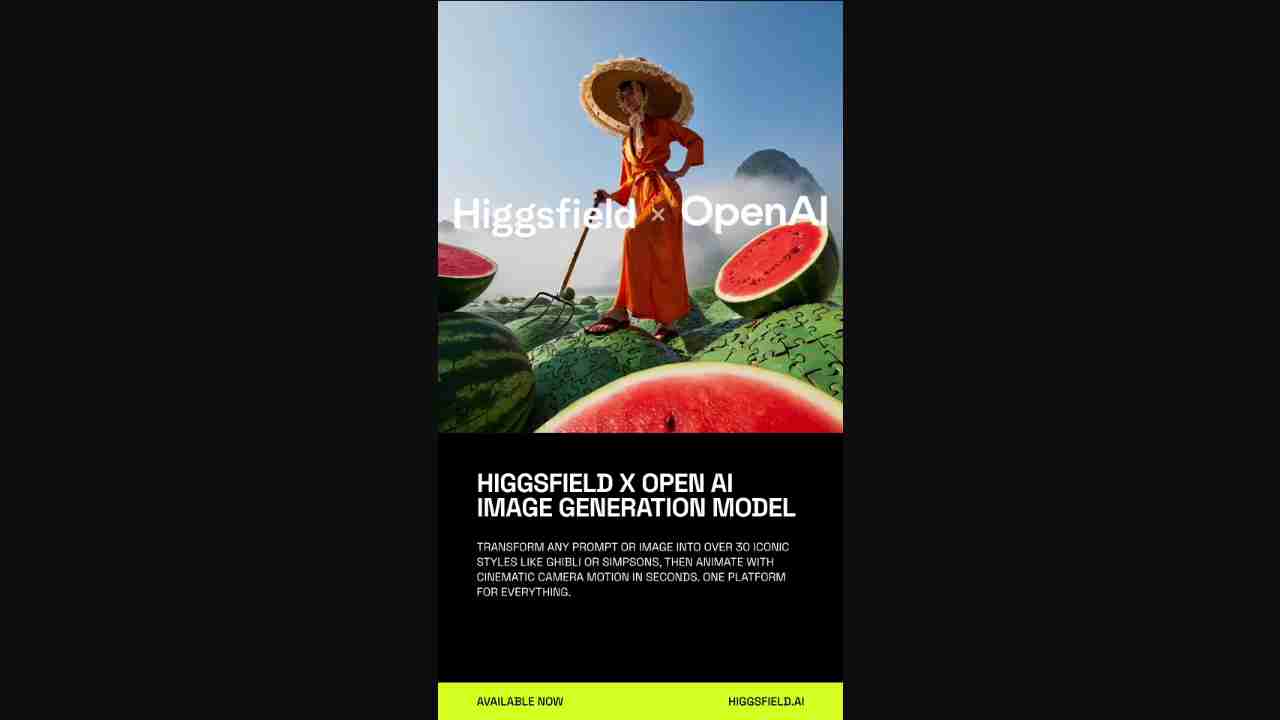 Higgsfield × OpenAI
HIGGSFIELD X OPEN AI
IMAGE GENERATION MODEL
TRANSFORM ANY PROMPT OR IMAGE INTO OVER 30 ICONIC
STYLES LIKE GHIBLI OR SIMPSONS, THEN ANIMATE WITH
CINEMATIC CAMERA MOTION IN SECONDS. ONE PLATFORM
FOR EVERYTHING.
AVAILABLE NOW
HIGGSFIELD.AI